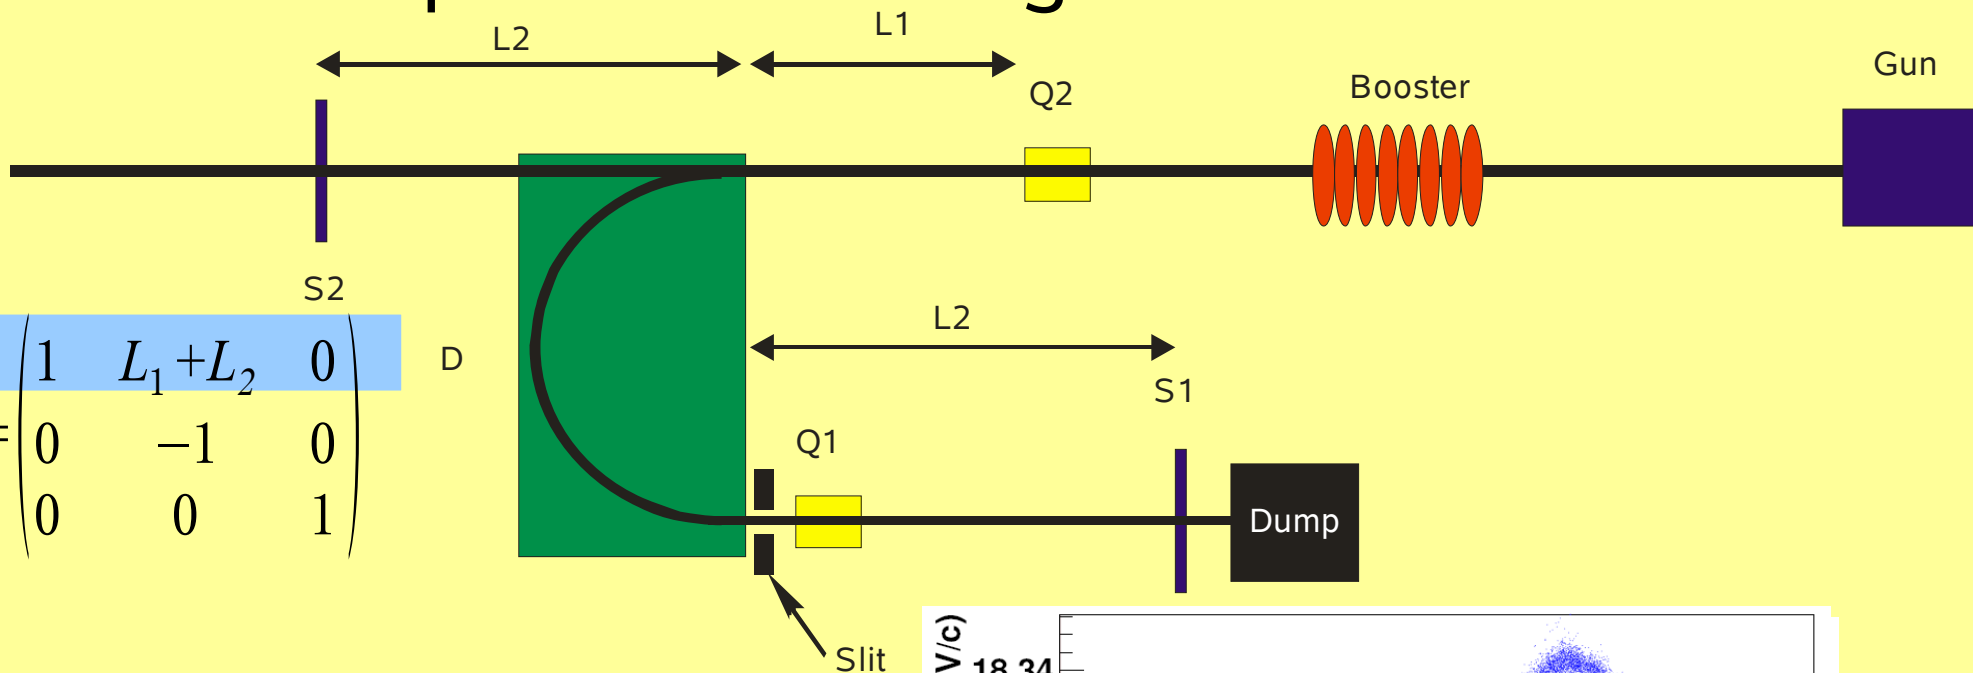 L2
L1
Gun
Q2
Booster
S2
L2
D
S1
Q1
1 L1+L2 0
=0 −1 0
0 0 1
Dump
Slit
V/c)
18.34